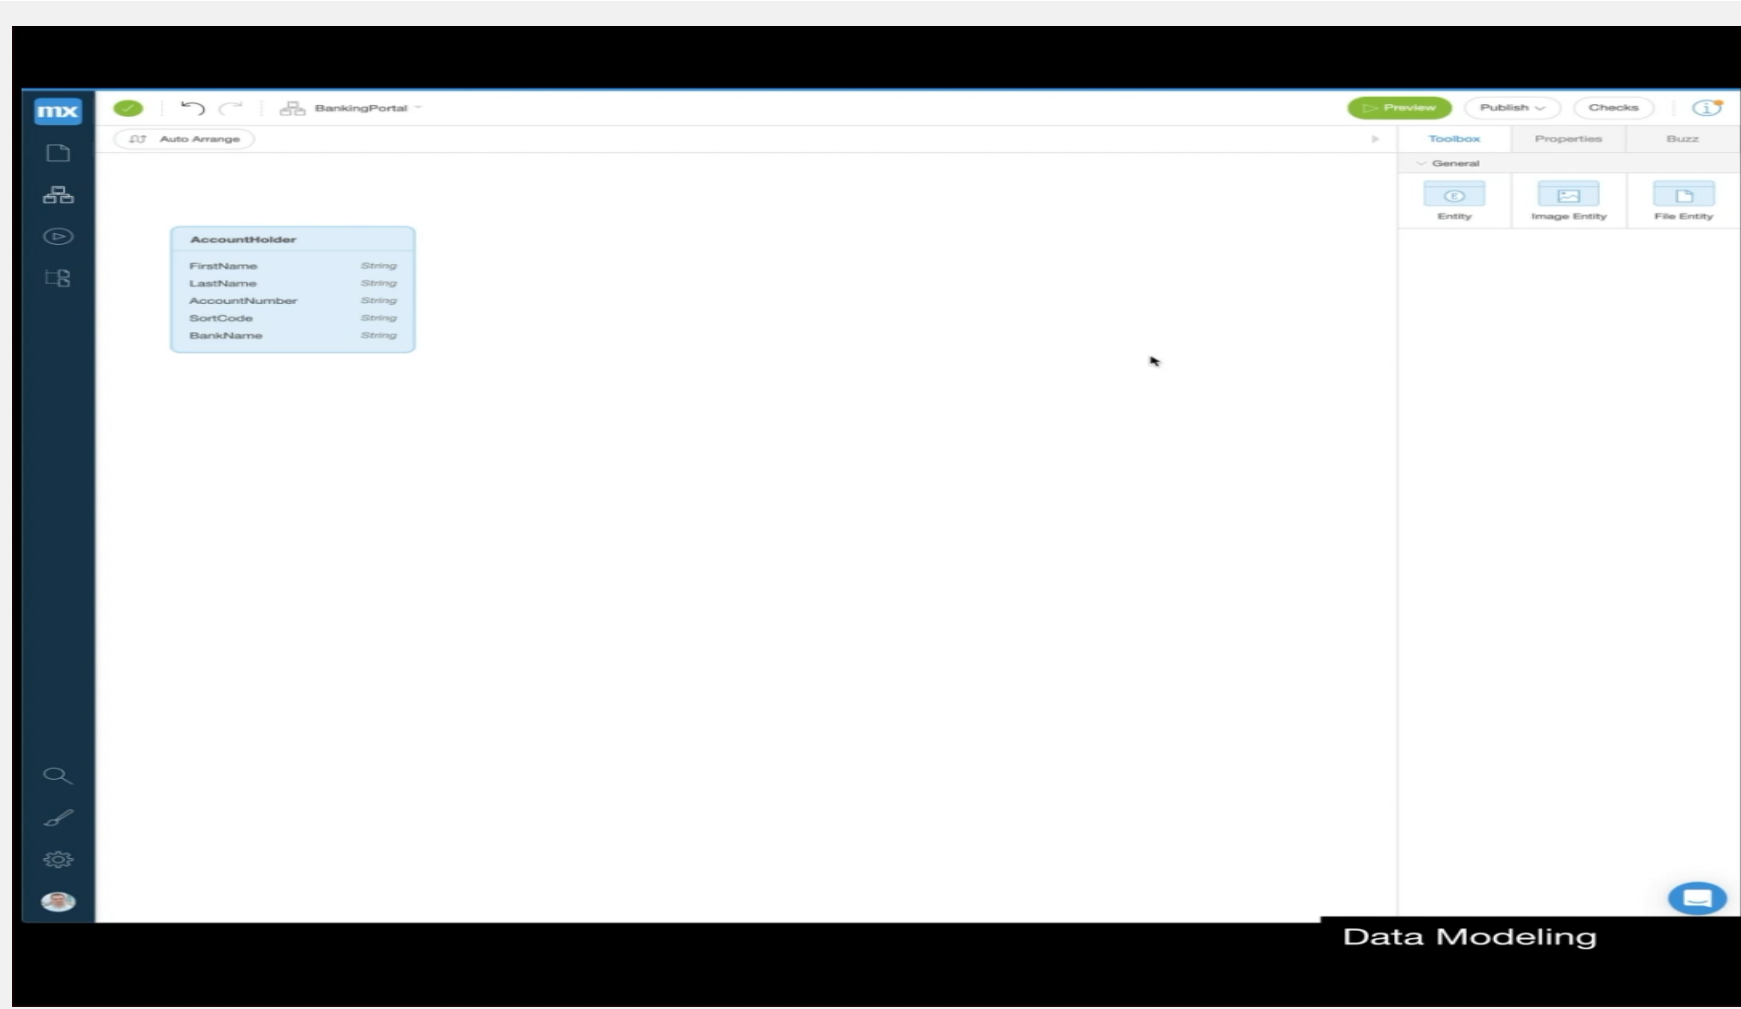 mx
BankingPortal
Preview
Publish
Checks
Auto Arrange
Toolbox
Properties
Buzz
General
Entity
Image Entity
File Entity
AccountHolder
FirstName String
LastName String
AccountNumber String
SortCode String
BankName String
Data Modeling